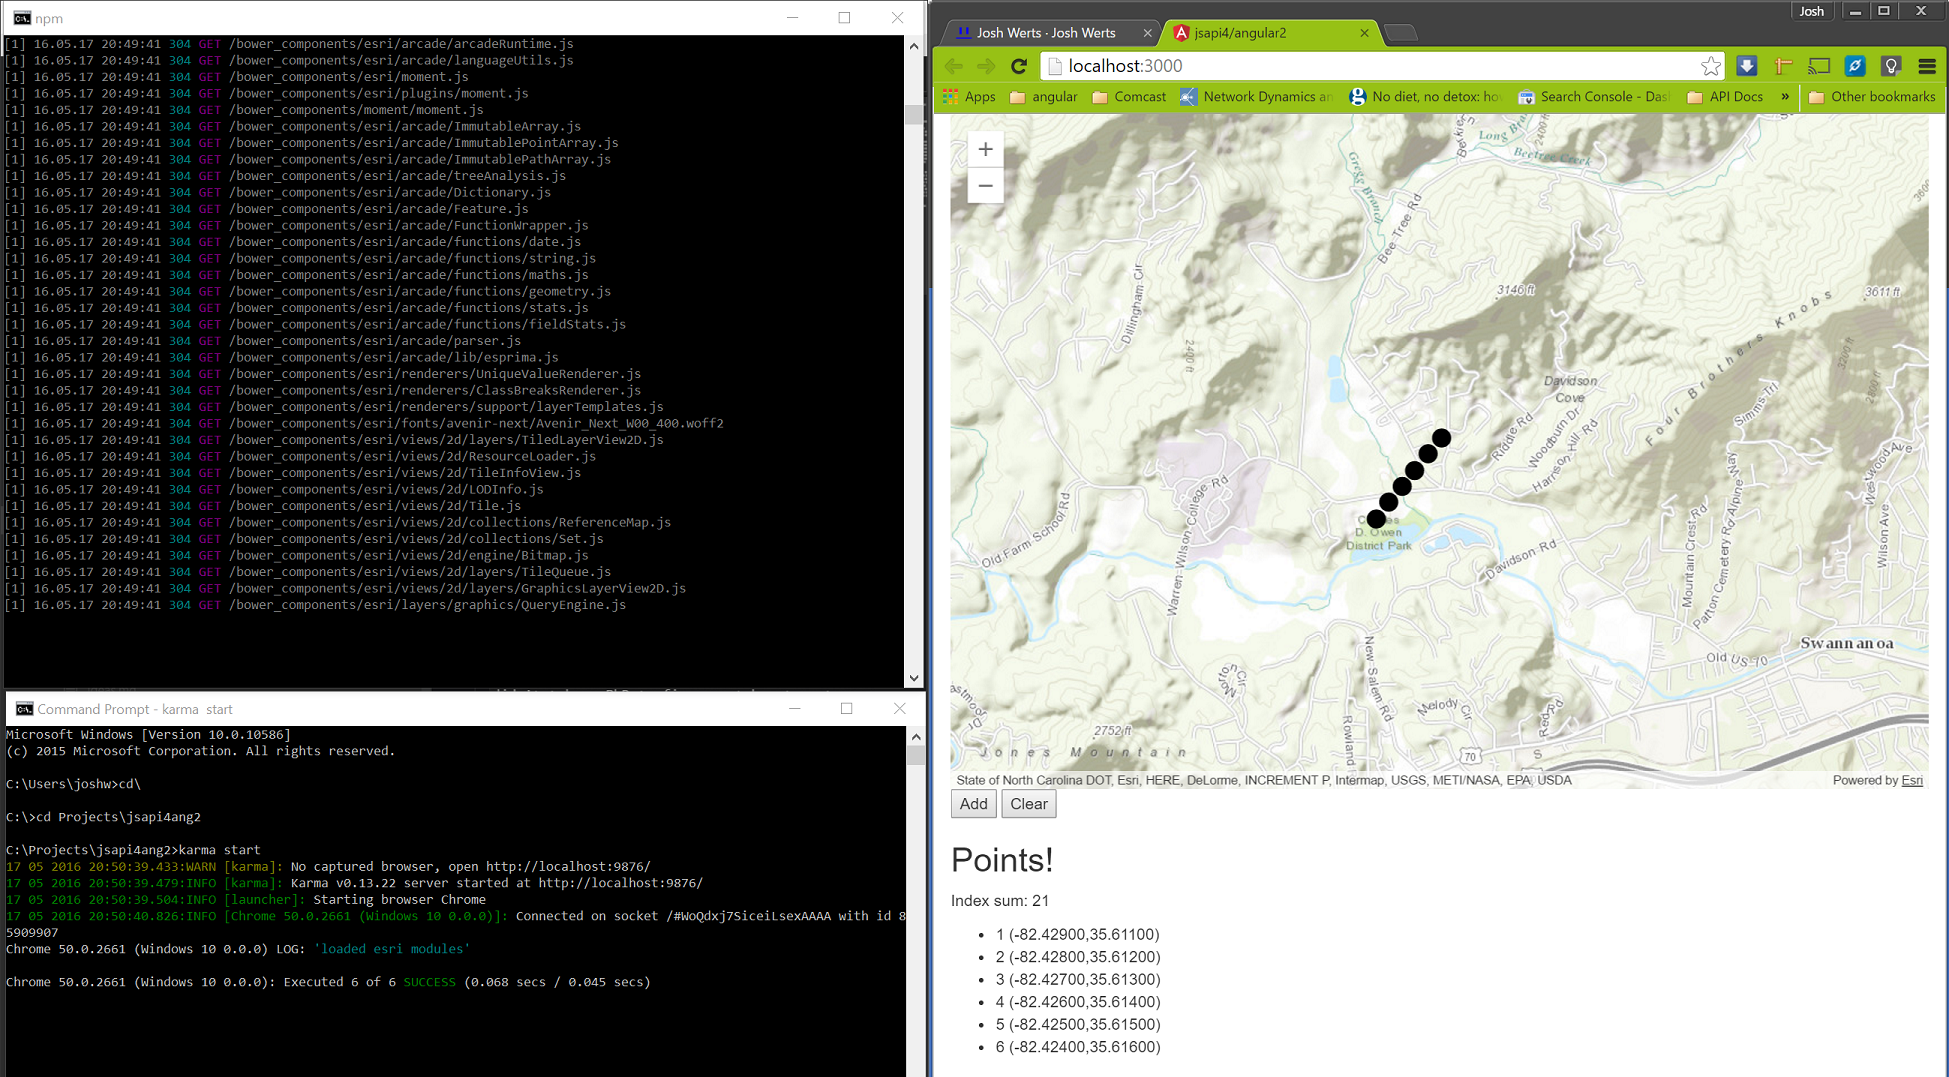 npm
[1] 16.05.17 20:49:41 304 GET /bower_components/esri/arcade/arcadeRuntime.js
[1] 16.05.17 20:49:41 304 GET /bower_components/esri/arcade/languageUtils.js
[1] 16.05.17 20:49:41 304 GET /bower_components/esri/moment.js
[1] 16.05.17 20:49:41 304 GET /bower_components/esri/plugins/moment.js
[1] 16.05.17 20:49:41 304 GET /bower_components/moment/moment.js
[1] 16.05.17 20:49:41 304 GET /bower_components/esri/arcade/ImmutableArray.js
[1] 16.05.17 20:49:41 304 GET /bower_components/esri/arcade/ImmutablePointArray.js
[1] 16.05.17 20:49:41 304 GET /bower_components/esri/arcade/ImmutablePathArray.js
[1] 16.05.17 20:49:41 304 GET /bower_components/esri/arcade/treeAnalysis.js
[1] 16.05.17 20:49:41 304 GET /bower_components/esri/arcade/Dictionary.js
[1] 16.05.17 20:49:41 304 GET /bower_components/esri/arcade/Feature.js
[1] 16.05.17 20:49:41 304 GET /bower_components/esri/arcade/FunctionWrapper.js
[1] 16.05.17 20:49:41 304 GET /bower_components/esri/arcade/functions/date.js
[1] 16.05.17 20:49:41 304 GET /bower_components/esri/arcade/functions/string.js
[1] 16.05.17 20:49:41 304 GET /bower_components/esri/arcade/functions/maths.js
[1] 16.05.17 20:49:41 304 GET /bower_components/esri/arcade/functions/geometry.js
[1] 16.05.17 20:49:41 304 GET /bower_components/esri/arcade/functions/stats.js
[1] 16.05.17 20:49:41 304 GET /bower_components/esri/arcade/functions/fieldStats.js
[1] 16.05.17 20:49:41 304 GET /bower_components/esri/arcade/parser.js
[1] 16.05.17 20:49:41 304 GET /bower_components/esri/arcade/lib/esprima.js
[1] 16.05.17 20:49:41 304 GET /bower_components/esri/renderers/UniqueValueRenderer.js
[1] 16.05.17 20:49:41 304 GET /bower_components/esri/renderers/ClassBreaksRenderer.js
[1] 16.05.17 20:49:41 304 GET /bower_components/esri/renderers/support/layerTemplates.js
[1] 16.05.17 20:49:41 304 GET /bower_components/esri/fonts/avenir-next/Avenir_Next_W00_400.woff2
[1] 16.05.17 20:49:41 304 GET /bower_components/esri/views/2d/layers/TiledLayerView2D.js
[1] 16.05.17 20:49:41 304 GET /bower_components/esri/views/2d/ResourceLoader.js
[1] 16.05.17 20:49:41 304 GET /bower_components/esri/views/2d/TileInfoView.js
[1] 16.05.17 20:49:41 304 GET /bower_components/esri/views/2d/LODInfo.js
[1] 16.05.17 20:49:41 304 GET /bower_components/esri/views/2d/Tile.js
[1] 16.05.17 20:49:41 304 GET /bower_components/esri/views/2d/collections/ReferenceMap.js
[1] 16.05.17 20:49:41 304 GET /bower_components/esri/views/2d/collections/Set.js
[1] 16.05.17 20:49:41 304 GET /bower_components/esri/views/2d/engine/Bitmap.js
[1] 16.05.17 20:49:41 304 GET /bower_components/esri/views/2d/layers/TileQueue.js
[1] 16.05.17 20:49:41 304 GET /bower_components/esri/views/2d/layers/GraphicsLayerView2D.js
[1] 16.05.17 20:49:41 304 GET /bower_components/esri/layers/graphics/QueryEngine.js
Command Prompt - karma start
Microsoft Windows [Version 10.0.10586]
(c) 2015 Microsoft Corporation. All rights reserved.
C:\Users\joshw>cd\
C:\>cd Projects\jsapi4ang2
C:\Projects\jsapi4ang2>karma start
17 05 2016 20:50:39.433:WARN [karma]: No captured browser, open http://localhost:9876/
17 05 2016 20:50:39.479:INFO [karma]: Karma v0.13.22 server started at http://localhost:9876/
17 05 2016 20:50:39.504:INFO [launcher]: Starting browser Chrome
17 05 2016 20:50:40.826:INFO [Chrome 50.0.2661 (Windows 10 0.0.0)]: Connected on socket /#WoQdxj7SiceiLsexAAAA with id 8
5909907
Chrome 50.0.2661 (Windows 10 0.0.0) LOG: 'loaded esri modules'
Chrome 50.0.2661 (Windows 10 0.0.0): Executed 6 of 6 SUCCESS (0.068 secs / 0.045 secs)
Josh
Josh Werts · Josh Werts
jsapi4/angular2
localhost:3000
Apps angular Comcast Network Dynamics an No diet, no detox: ho Search Console - Das API Docs » Other bookmarks
+
−
Long Bra
Beetree Creek
2400 ft
Gregg Branch
Bee Tree Rd
Dillingham Cir
2400 ft
3146 ft
3611 ft
Four Brothers Knobs
3200 ft
Davidson
Cove
Simms Trl
Riddle Rd
Woodburn Dr
Harrison Hill Rd
Westwood Ave
Wilson Ave
Alpine Way
Patton Cemetery Rd
Mountain Crest Rd
Warren Wilson College Rd
Old Farm School Rd
D. Owen
District Park
Davidson Rd
Swannanoa
Old US 10
New Salem Rd
Melody Cir
Red Rd
Rowland
Morton Cir
2752 ft
Jones Mountain
70
State of North Carolina DOT, Esri, HERE, DeLorme, INCREMENT P, Intermap, USGS, METI/NASA, EPA, USDA
Powered by Esri
Add Clear
Points!
Index sum: 21
1 (-82.42900,35.61100)
2 (-82.42800,35.61200)
3 (-82.42700,35.61300)
4 (-82.42600,35.61400)
5 (-82.42500,35.61500)
6 (-82.42400,35.61600)